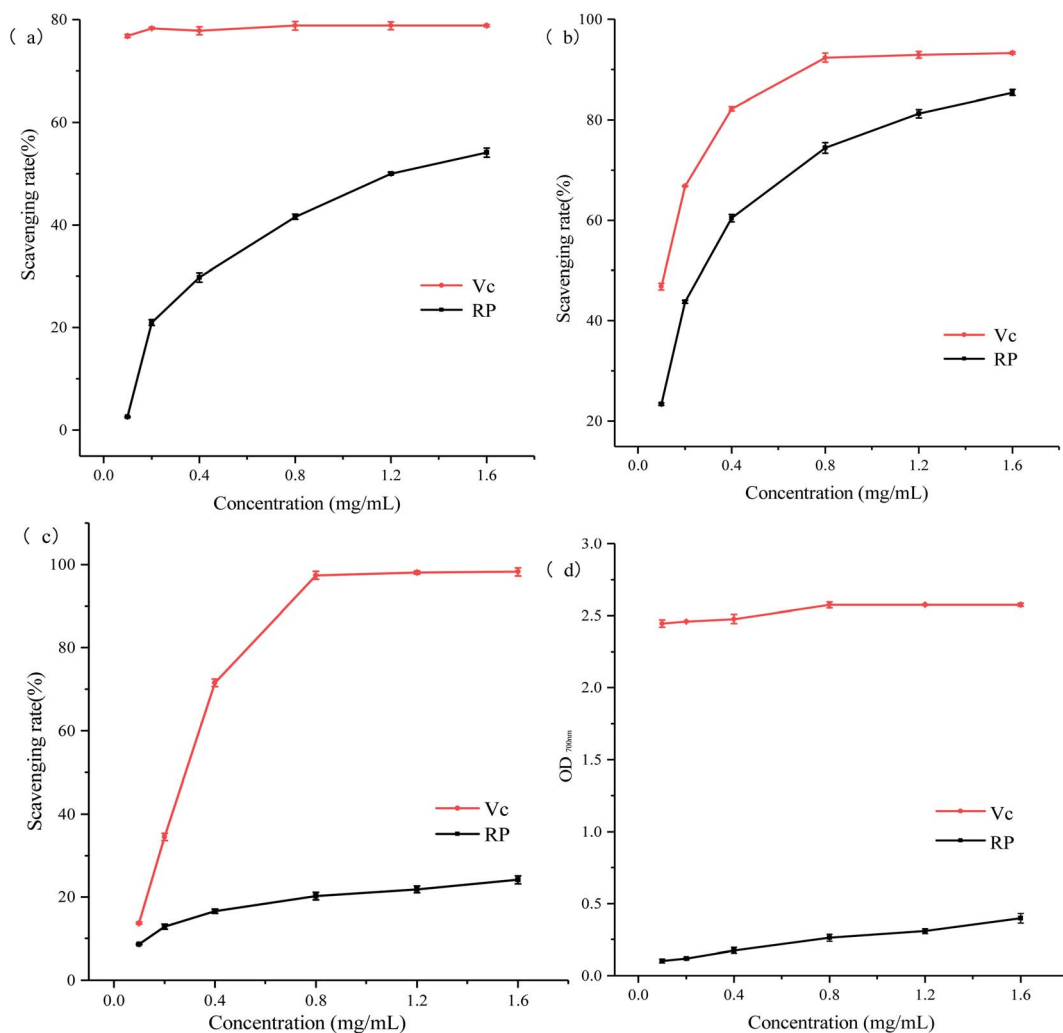 ( a)
80
60
40
20
0
Scavenging rate(%)
Vc
RP
0.0 0.2 0.4 0.8 1.2 1.6
Concentration (mg/mL)
( b)
100
80
60
40
20
Scavenging rate(%)
Vc
RP
0.0 0.2 0.4 0.8 1.2 1.6
Concentration (mg/mL)
( c)
100
80
60
40
20
0
Scavenging rate(%)
Vc
RP
0.0 0.4 0.8 1.2 1.6
Concentration (mg/mL)
( d)
3.0
2.5
2.0
1.5
1.0
0.5
0.0
OD 700nm
Vc
RP
0.0 0.4 0.8 1.2 1.6
Concentration (mg/mL)